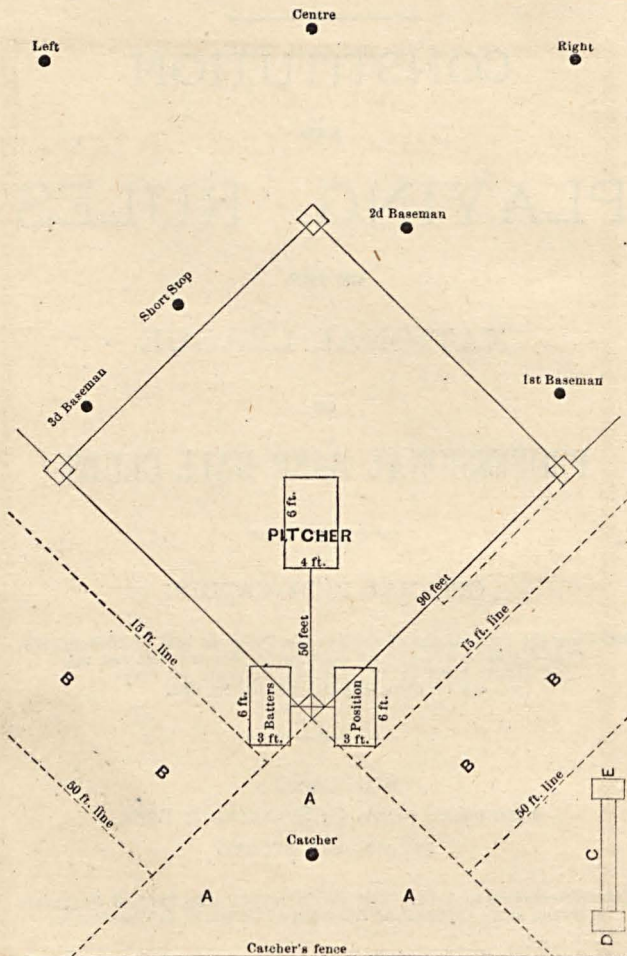 Centre
Left
Right
2d Baseman
Short Stop
1st Baseman
3d Baseman
6 ft.
PITCHER
4 ft.
90 feet
50 feet
15 ft. line
15 ft. line
B
B
6 ft.
Batters
3 ft.
Position
3 ft.
6 ft.
B
B
A
50 ft. line
50 ft. line
E
C
D
Catcher
A
A
Catcher's fence